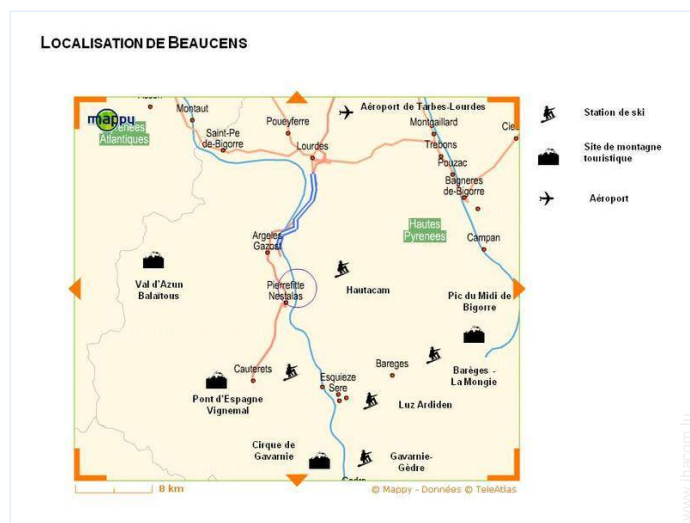 LOCALISATION DE BEAUCENS
Aéroport de Tarbes-Lourdes
Montaut
Poueyferre
Montgaillard
mappy
Pyrenees
Atlantiques
Saint-Pe
de-Bigorre
Lourdes
Trebons
Pouzac
Bagneres
de-Bigorre
Argeles
Gazost
Hautes
Pyrenees
Campan
Val d'Azun
Balaïtous
Pierrefitte
Nestalas
Hautacam
Pic du Midi de
Bigorre
Cauterets
Esquieze
Sere
Bareges
Barèges -
La Mongie
Pont d'Espagne
Vignemal
Luz Ardiden
Cirque de
Gavarnie
Gavarnie-
Gèdre
8 km
© Mappy - Données © TeleAtlas
Station de ski
Site de montagne
touristique
Aéroport